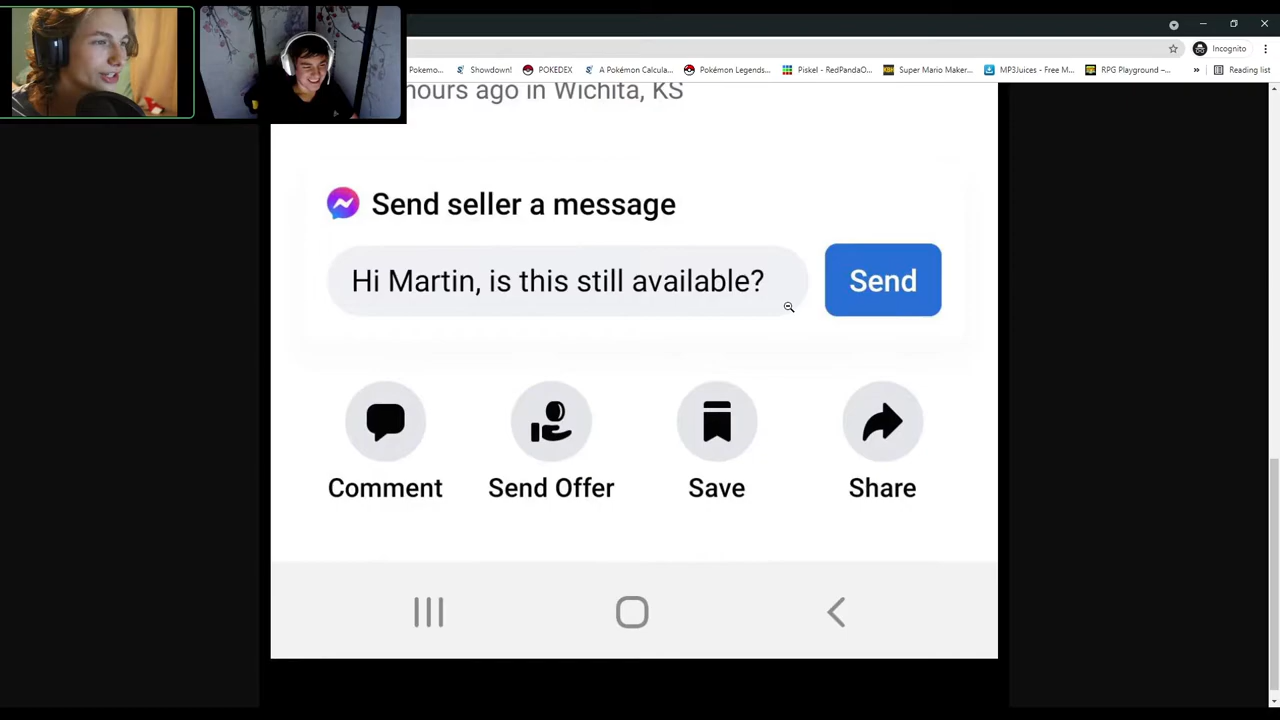 Incognito
Pokemo...
Showdown!
POKEDEX
A Pokémon Calcula...
Pokémon Legends...
Piskel - RedPandaO...
Super Mario Maker...
MP3Juices - Free M...
RPG Playground –...
Reading list
hours ago in Wichita, KS
Send seller a message
Hi Martin, is this still available?
Send
Comment
Send Offer
Save
Share